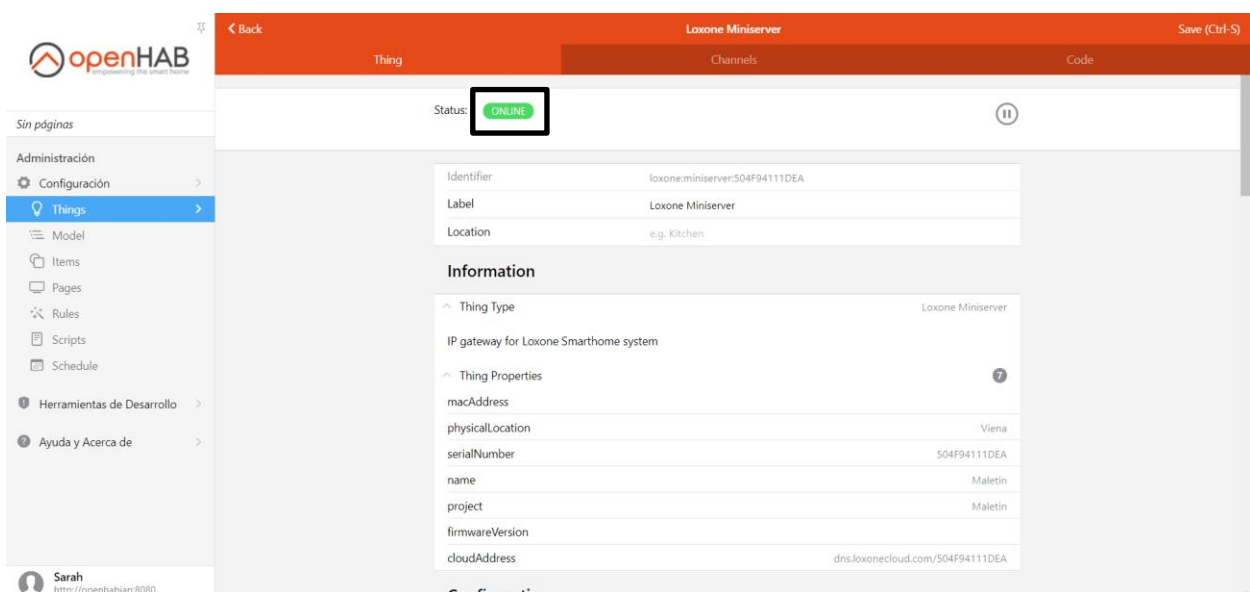 openHAB
empowering the smart home
Sin páginas
Administración
Configuración
Things
Model
Items
Pages
Rules
Scripts
Schedule
Herramientas de Desarrollo
Ayuda y Acerca de
Sarah
http://openhabian:8080
Back
Loxone Miniserver
Save (Ctrl-S)
Thing
Channels
Code
Status: ONLINE
Identifier loxone:miniserver:504F94111DEA
Label Loxone Miniserver
Location e.g. Kitchen
Information
Thing Type Loxone Miniserver
IP gateway for Loxone Smarthome system
Thing Properties 7
macAddress
physicalLocation Viena
serialNumber 504F94111DEA
name Maletin
project Maletin
firmwareVersion
cloudAddress dns.loxonecloud.com/504F94111DEA